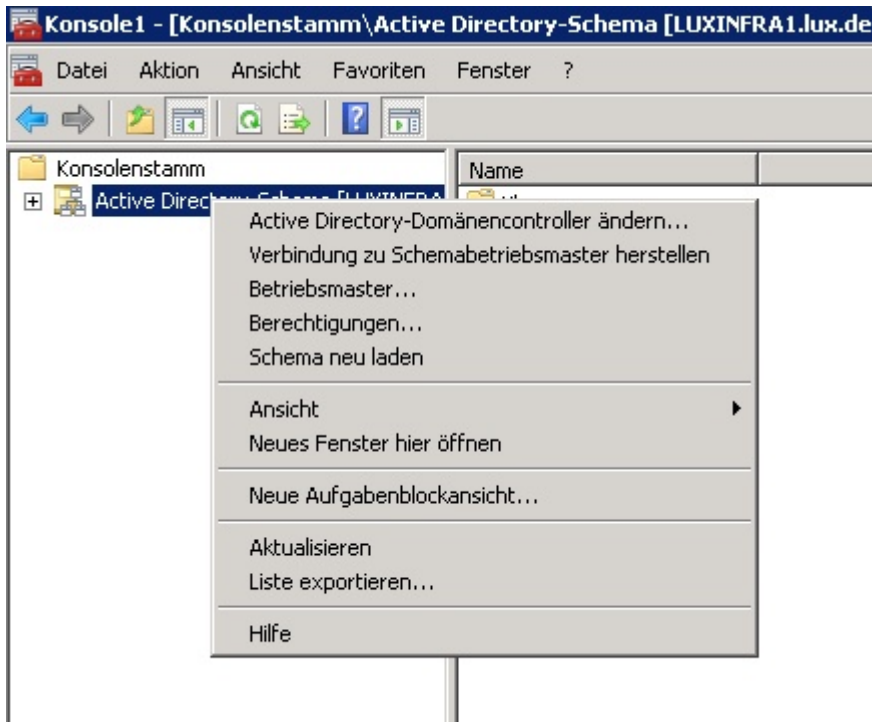 Konsole1 - [Konsolenstamm\Active Directory-Schema [LUXINFRA1.lux.de
Datei Aktion Ansicht Favoriten Fenster ?
Konsolenstamm
Name
Active
Active Directory-Domänencontroller ändern...
Verbindung zu Schemabetriebsmaster herstellen
Betriebsmaster...
Berechtigungen...
Schema neu laden
Ansicht
Neues Fenster hier öffnen
Neue Aufgabenblockansicht...
Aktualisieren
Liste exportieren...
Hilfe